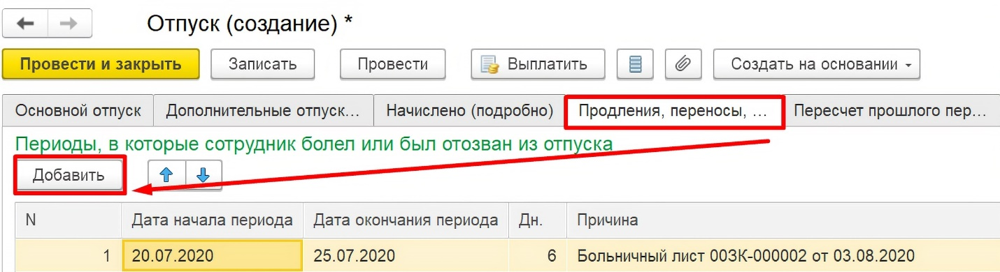 Отпуск (создание) *
Провести и закрыть Записать Провести Выплатить Создать на основании
Основной отпуск Дополнительные отпуск... Начислено (подробно) Продления, переносы, ... Пересчет прошлого пер...
Периоды, в которые сотрудник болел или был отозван из отпуска
Добавить
N Дата начала периода Дата окончания периода Дн. Причина
1 20.07.2020 25.07.2020 6 Больничный лист 00ЗК-000002 от 03.08.2020